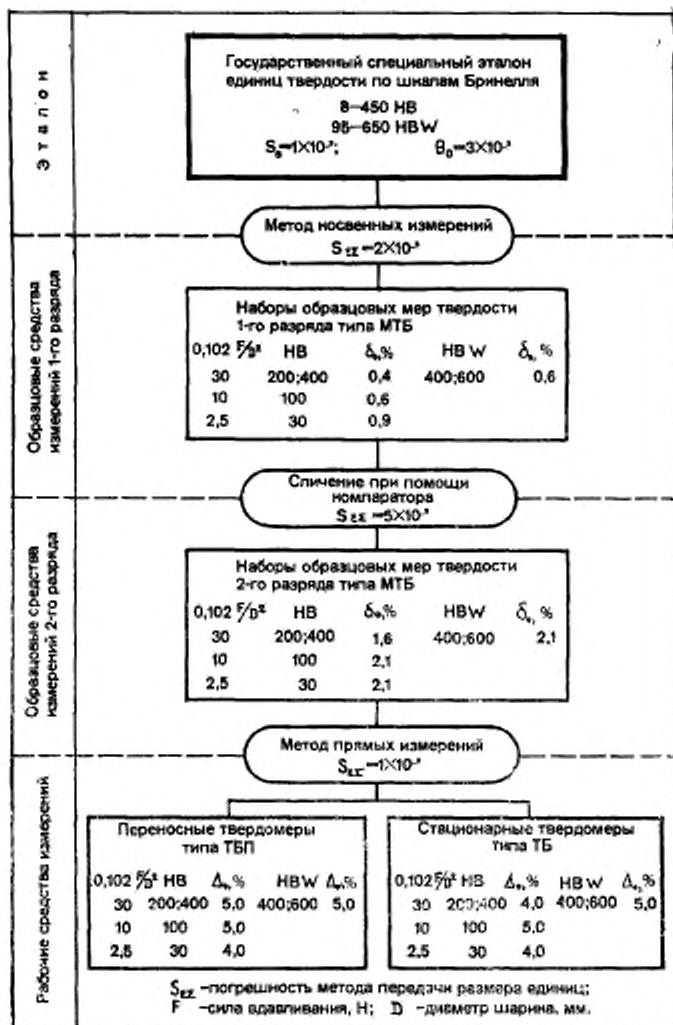 Эталон
Государственный специальный эталон
единиц твердости по шкалам Бринелля
8—450 HB
95—650 HBW
S₀=1×10⁻³; Θ₀=3×10⁻³
Метод косвенных измерений
S_ΣΣ=2×10⁻³
Образцовые средства
измерений 1-го разряда
Наборы образцовых мер твердости
1-го разряда типа МТБ
0,102 F/D² HB δ₀,% HBW δ₀,%
30 200;400 0,4 400;600 0,6
10 100 0,6
2,5 30 0,9
Сличение при помощи
компаратора
S_ΣΣ=5×10⁻³
Образцовые средства
измерений 2-го разряда
Наборы образцовых мер твердости
2-го разряда типа МТБ
0,102 F/D² HB δ₀,% HBW δ₀,%
30 200;400 1,6 400;600 2,1
10 100 2,1
2,5 30 2,1
Метод прямых измерений
S_ΣΣ=1×10⁻³
Рабочие средства измерений
Переносные твердомеры
типа ТБП
0,102 F/D² HB Δ₀,% HBW Δ₀,%
30 200;400 5,0 400;600 5,0
10 100 5,0
2,5 30 4,0
Стационарные твердомеры
типа ТБ
0,102 F/D² HB Δ₀,% HBW Δ₀,%
30 200;400 4,0 400;600 5,0
10 100 5,0
2,5 30 4,0
S_ΣΣ —погрешность метода передачи размера единиц;
F —сила вдавливания, Н; D —диаметр шарика, мм.